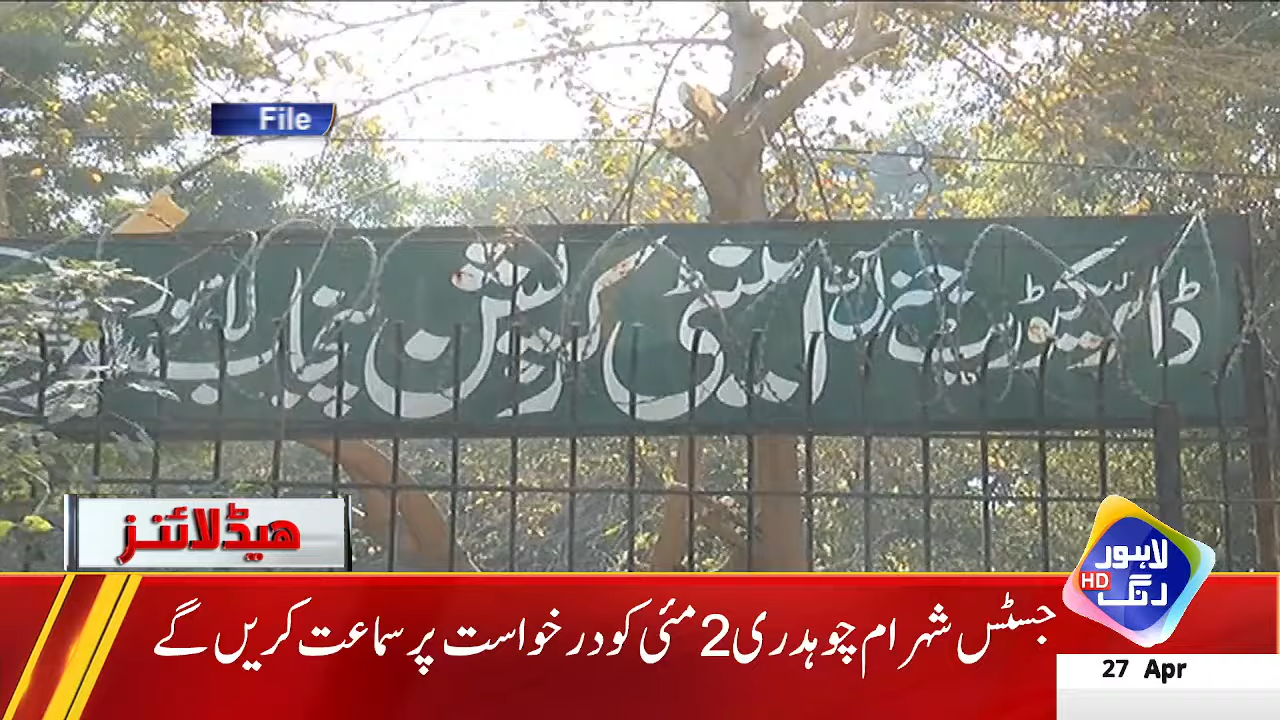 File
ڈائریکٹوریٹ جنرل آف اینٹی کرپشن پنجاب لاہور
ہیڈلائنز
لاہور
رنگ
HD
جسٹس شہرام چوہدری 2 مئی کو درخواست پر سماعت کریں گے
27 Apr